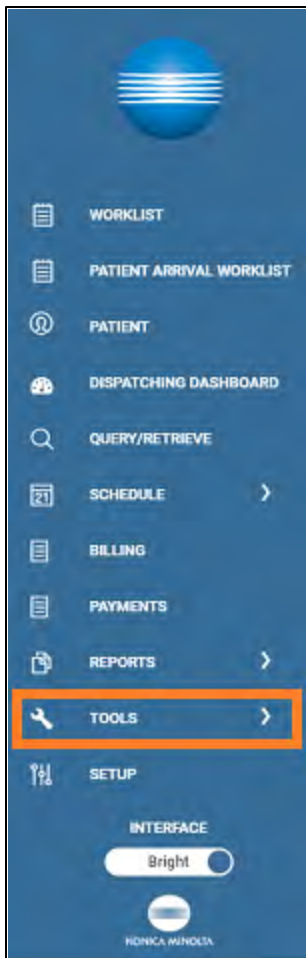 WORKLIST
PATIENT ARRIVAL WORKLIST
PATIENT
DISPATCHING DASHBOARD
QUERY/RETRIEVE
21
SCHEDULE
BILLING
PAYMENTS
REPORTS
TOOLS
SETUP
INTERFACE
Bright
KONICA MINOLTA